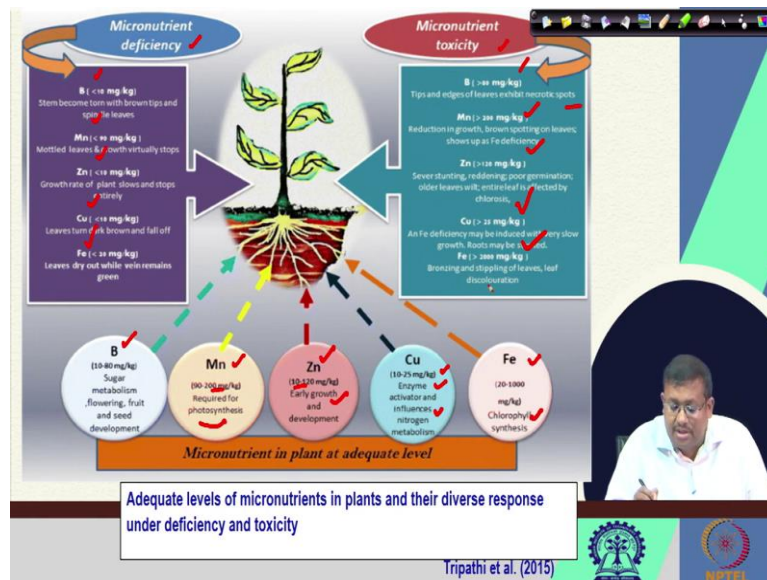 Micronutrient
deficiency
Micronutrient
toxicity
B (<10 mg/kg)
Stem become torn with brown tips and
spindle leaves
Mn (< 90 mg/kg)
Mottled leaves & growth virtually stops
Zn (<10 mg/kg)
Growth rate of plant slows and stops
entirely
Cu (<10 mg/kg)
Leaves turn dark brown and fall off
Fe (< 20 mg/kg)
Leaves dry out while vein remains
green
B (>80 mg/kg)
Tips and edges of leaves exhibit necrotic spots
Mn (> 200 mg/kg)
Reduction in growth, brown spotting on leaves;
shows up as Fe deficiency
Zn (>120 mg/kg)
Sever stunting, reddening; poor germination;
older leaves wilt; entire leaf is affected by
chlorosis,
Cu (> 25 mg/kg)
An Fe deficiency may be induced with very slow
growth. Roots may be
Fe (> 2000 mg/kg)
Bronzing and stippling of leaves, leaf
discolouration
B
(10-80 mg/kg)
Sugar
metabolism
,flowering, fruit
and seed
development
Mn
(90-200 mg/kg)
Required for
photosynthesis
Zn
(10-120 mg/kg)
Early growth
and
development
Cu
(10-25 mg/kg)
Enzyme
activator and
influences
nitrogen
metabolism
Fe
(20-1000
mg/kg)
Chlorophyll
synthesis
Micronutrient in plant at adequate level
Adequate levels of micronutrients in plants and their diverse response
under deficiency and toxicity
Tripathi et al. (2015)
NPTEL